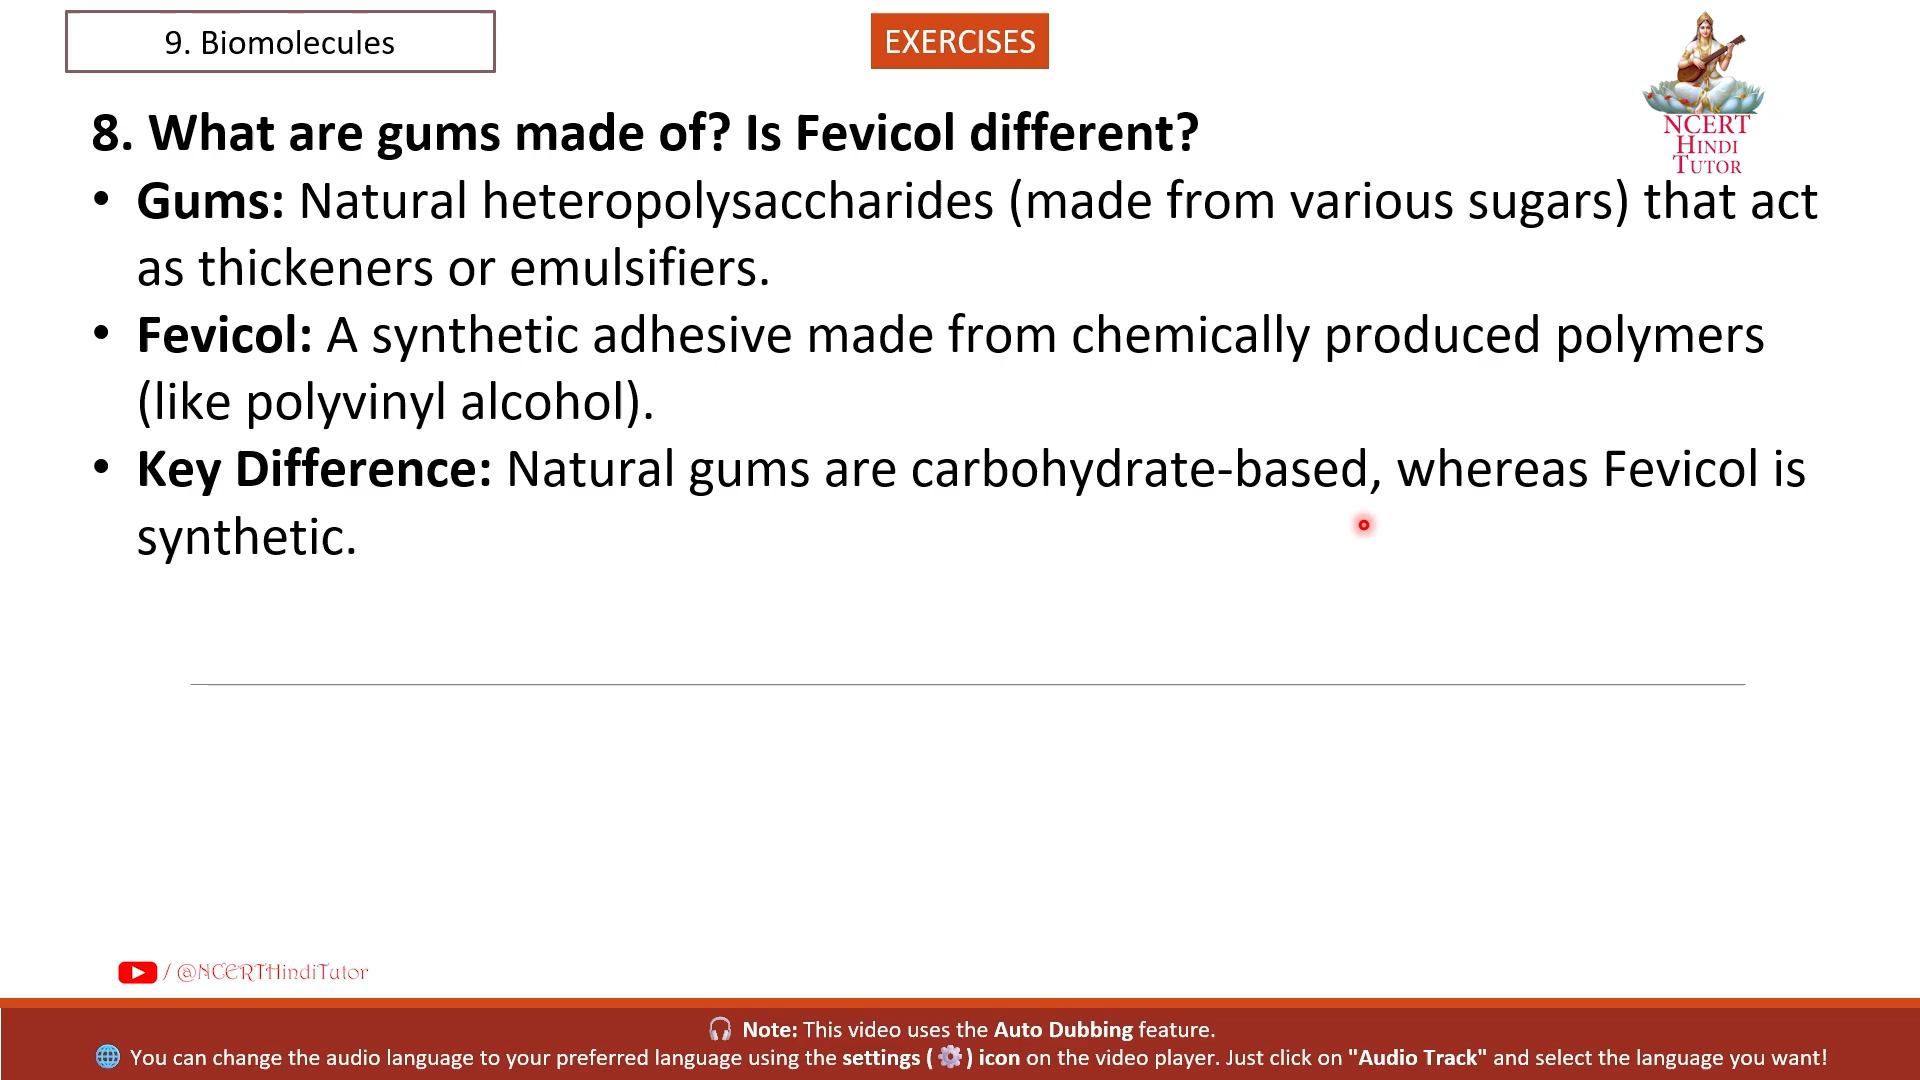 9. Biomolecules
EXERCISES
NCERT
HINDI
TUTOR
8. What are gums made of? Is Fevicol different?
• Gums: Natural heteropolysaccharides (made from various sugars) that act
as thickeners or emulsifiers.
• Fevicol: A synthetic adhesive made from chemically produced polymers
(like polyvinyl alcohol).
• Key Difference: Natural gums are carbohydrate-based, whereas Fevicol is
synthetic.
/ @NCERTHindiTutor
🎧 Note: This video uses the Auto Dubbing feature.
🌐 You can change the audio language to your preferred language using the settings ( ⚙️ ) icon on the video player. Just click on "Audio Track" and select the language you want!